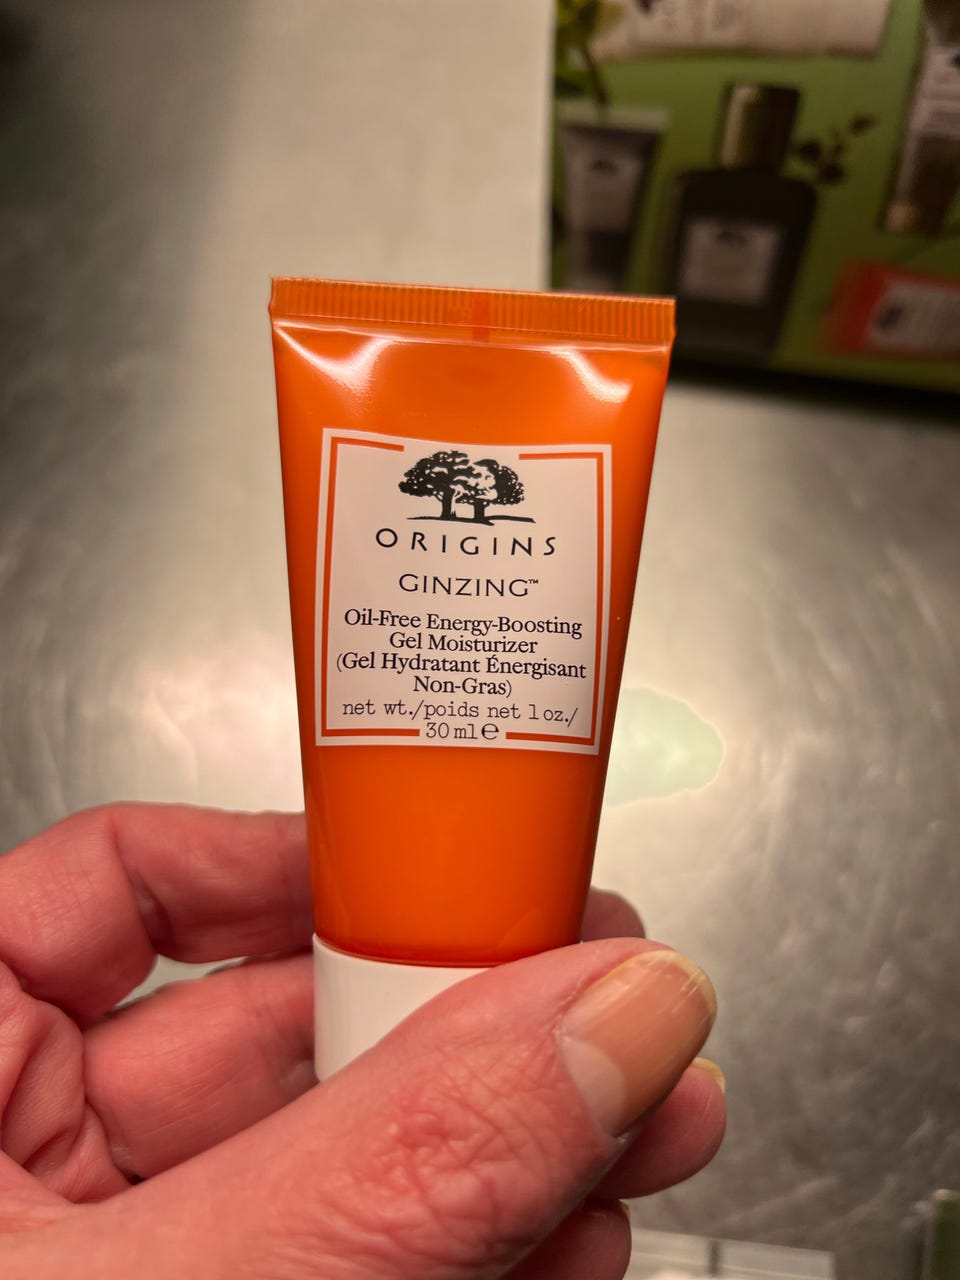 ORIGINS
GINZING™
Oil-Free Energy-Boosting
Gel Moisturizer
(Gel Hydratant Énergisant
Non-Gras)
net wt./poids net 1 oz./
30 ml ℮